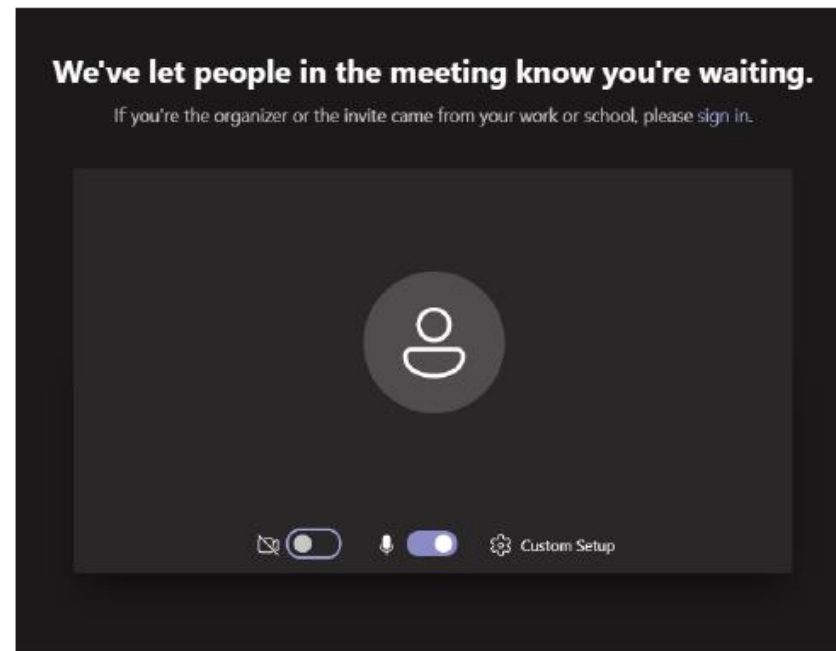 We've let people in the meeting know you're waiting.
If you're the organizer or the invite came from your work or school, please sign in.
Custom Setup